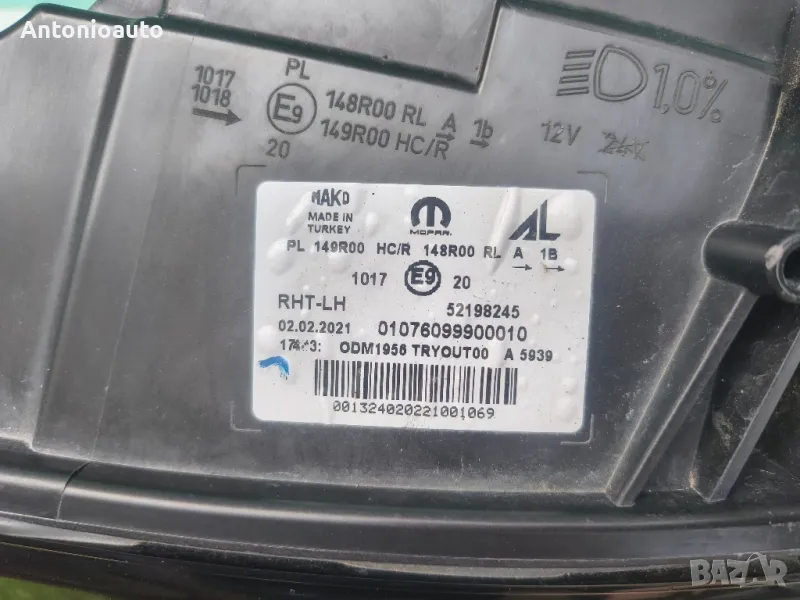 Antonioauto
1017
1018
PL
E9
20
148R00 RL A 1b
149R00 HC/R
12V
1,0%
MAKO
MADE IN
TURKEY
MOPAR
AL
PL 149R00 HC/R 148R00 RL A 1B
1017 E9 20
RHT-LH 52198245
02.02.2021 01076099900010
ODM1956 TRYOUT00 A 5939
001324020221001069
BAZAR